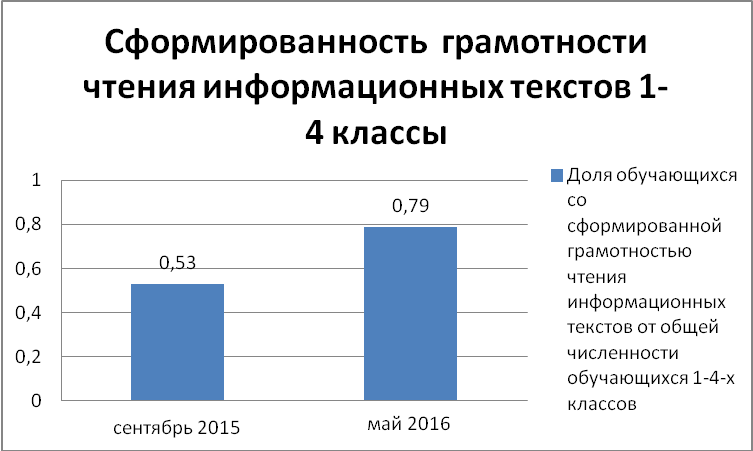 Сформированность грамотности
чтения информационных текстов 1-
4 классы
1
0,8
0,6
0,4
0,2
0
0,53
0,79
сентябрь 2015
май 2016
Доля обучающихся
со
сформированной
грамотностью
чтения
информационных
текстов от общей
численности
обучающихся 1-4-х
классов